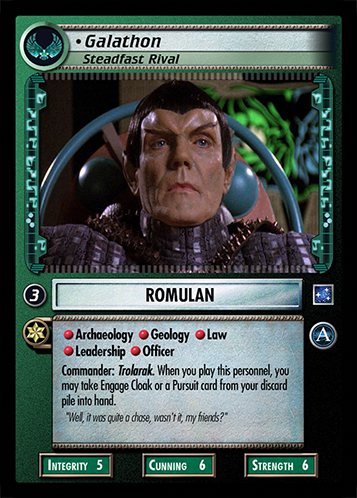 • Galathon
Steadfast Rival
3
ROMULAN
A
Archaeology Geology Law
Leadership Officer
Commander: Trolarak. When you play this personnel, you
may take Engage Cloak or a Pursuit card from your discard
pile into hand.
"Well, it was quite a chase, wasn't it, my friends?"
INTEGRITY 5 CUNNING 6 STRENGTH 6